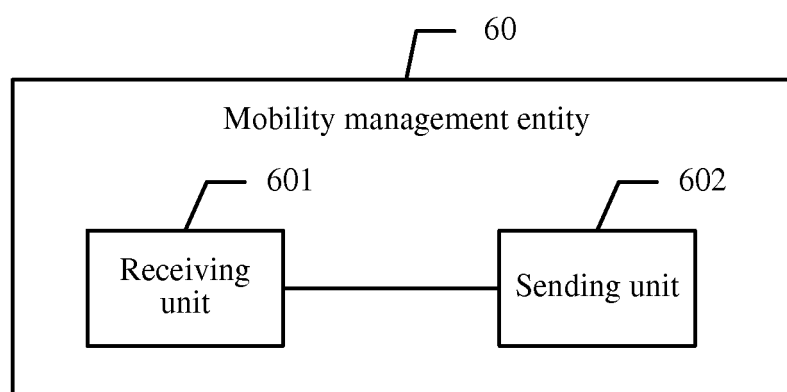 60
Mobility management entity
601
602
Receiving
unit
Sending unit